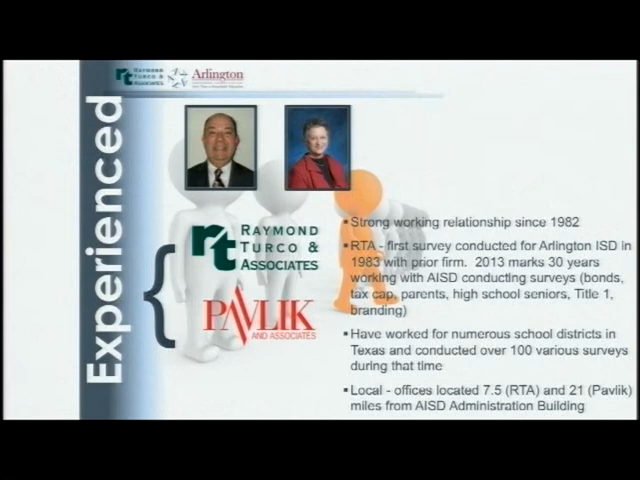 RAYMOND
TURCO &
ASSOCIATES
Arlington
Experienced
RAYMOND
TURCO &
ASSOCIATES
PAVLIK
AND ASSOCIATES
Strong working relationship since 1982
RTA - first survey conducted for Arlington ISD in
1983 with prior firm. 2013 marks 30 years
working with AISD conducting surveys (bonds,
tax cap, parents, high school seniors, Title 1,
branding)
Have worked for numerous school districts in
Texas and conducted over 100 various surveys
during that time
Local - offices located 7.5 (RTA) and 21 (Pavlik)
miles from AISD Administration Building